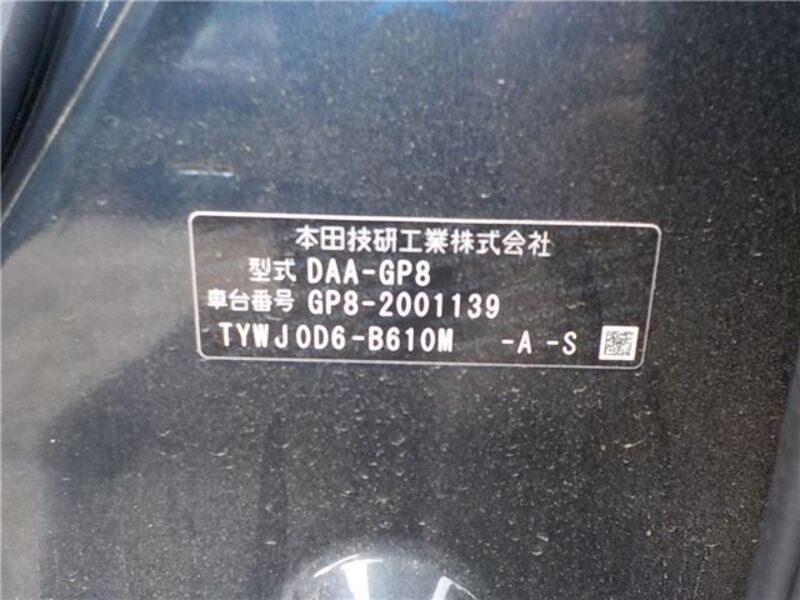 本田技研工業株式会社
型式 DAA-GP8
車台番号 GP8-2001139
TYWJ0D6-B610M -A -S